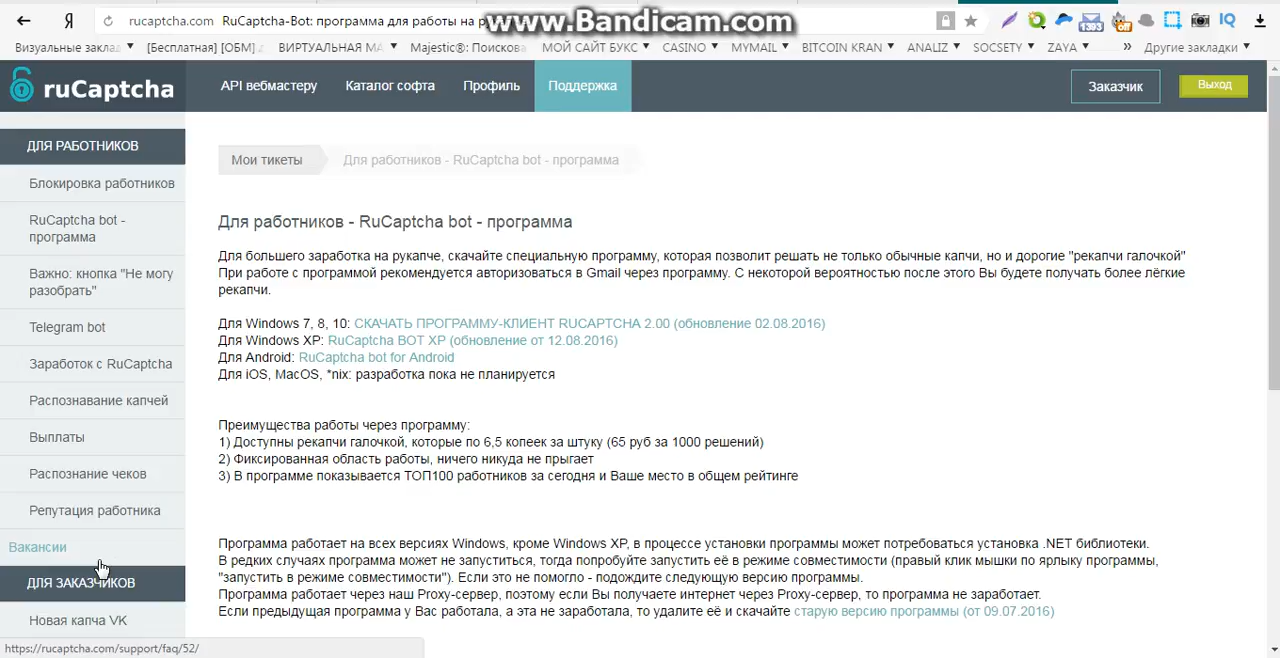 Я rucaptcha.com RuCaptcha-Bot: программа для работы на р
www.Bandicam.com
1393
off
IQ
Визуальные заклад [Бесплатная] [ОБМ] ВИРТУАЛЬНАЯ МА Majestic®: Поискова МОЙ САЙТ БУКС CASINO MYMAIL BITCOIN KRAN ANALIZ SOCSETY ZAYA » Другие закладки
ruCaptcha
API вебмастеру Каталог софта Профиль Поддержка Заказчик Выход
ДЛЯ РАБОТНИКОВ
Блокировка работников
RuCaptcha bot -
программа
Важно: кнопка "Не могу
разобрать"
Telegram bot
Заработок с RuCaptcha
Распознавание капчей
Выплаты
Распознание чеков
Репутация работника
Вакансии
ДЛЯ ЗАКАЗЧИКОВ
Новая капча VK
Мои тикеты Для работников - RuCaptcha bot - программа
Для работников - RuCaptcha bot - программа
Для большего заработка на рукапче, скачайте специальную программу, которая позволит решать не только обычные капчи, но и дорогие "рекапчи галочкой"
При работе с программой рекомендуется авторизоваться в Gmail через программу. С некоторой вероятностью после этого Вы будете получать более лёгкие
рекапчи.
Для Windows 7, 8, 10: СКАЧАТЬ ПРОГРАММУ-КЛИЕНТ RUCAPTCHA 2.00 (обновление 02.08.2016)
Для Windows XP: RuCaptcha BOT XP (обновление от 12.08.2016)
Для Android: RuCaptcha bot for Android
Для iOS, MacOS, *nix: разработка пока не планируется
Преимущества работы через программу:
1) Доступны рекапчи галочкой, которые по 6,5 копеек за штуку (65 руб за 1000 решений)
2) Фиксированная область работы, ничего никуда не прыгает
3) В программе показывается ТОП100 работников за сегодня и Ваше место в общем рейтинге
Программа работает на всех версиях Windows, кроме Windows XP, в процессе установки программы может потребоваться установка .NET библиотеки.
В редких случаях программа может не запуститься, тогда попробуйте запустить её в режиме совместимости (правый клик мышки по ярлыку программы,
"запустить в режиме совместимости"). Если это не помогло - подождите следующую версию программы.
Программа работает через наш Proxy-сервер, поэтому если Вы получаете интернет через Proxy-сервер, то программа не заработает.
Если предыдущая программа у Вас работала, а эта не заработала, то удалите её и скачайте старую версию программы (от 09.07.2016)
https://rucaptcha.com/support/faq/52/